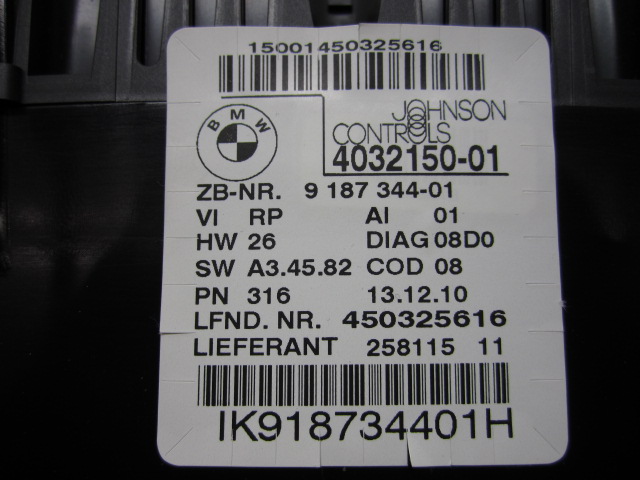 15001450325616
BMW
JOHNSON
CONTROLS
4032150-01
ZB-NR. 9 187 344-01
VI RP AI 01
HW 26 DIAG 08D0
SW A3.45.82 COD 08
PN 316 13.12.10
LFND. NR. 450325616
LIEFERANT 258115 11
IK918734401H